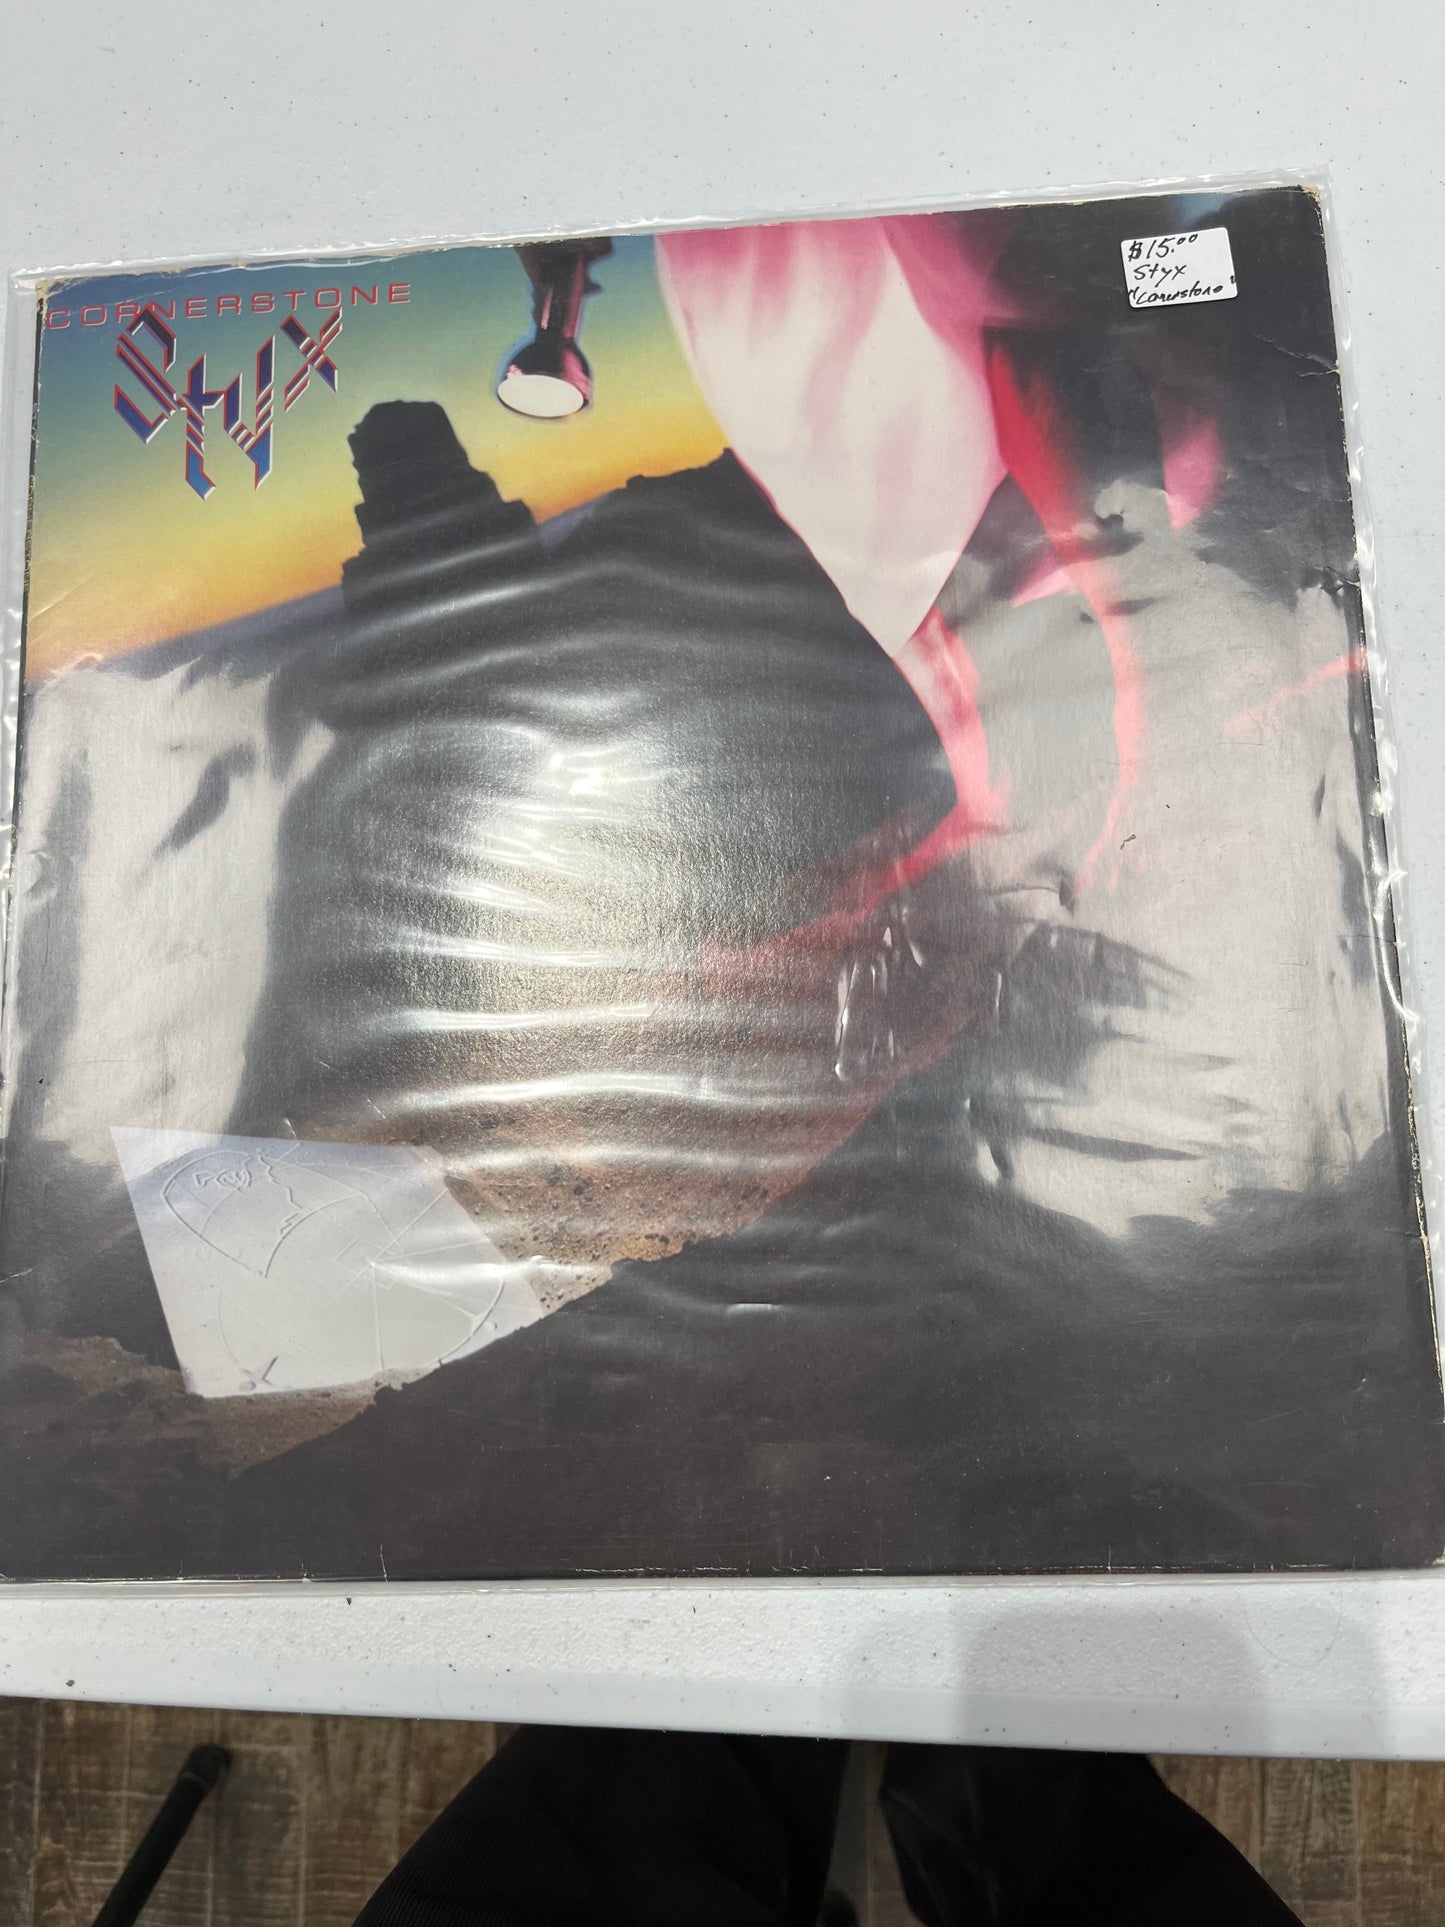 CORNERSTONE
Styx
$15.00
Styx
"Cornerstone"